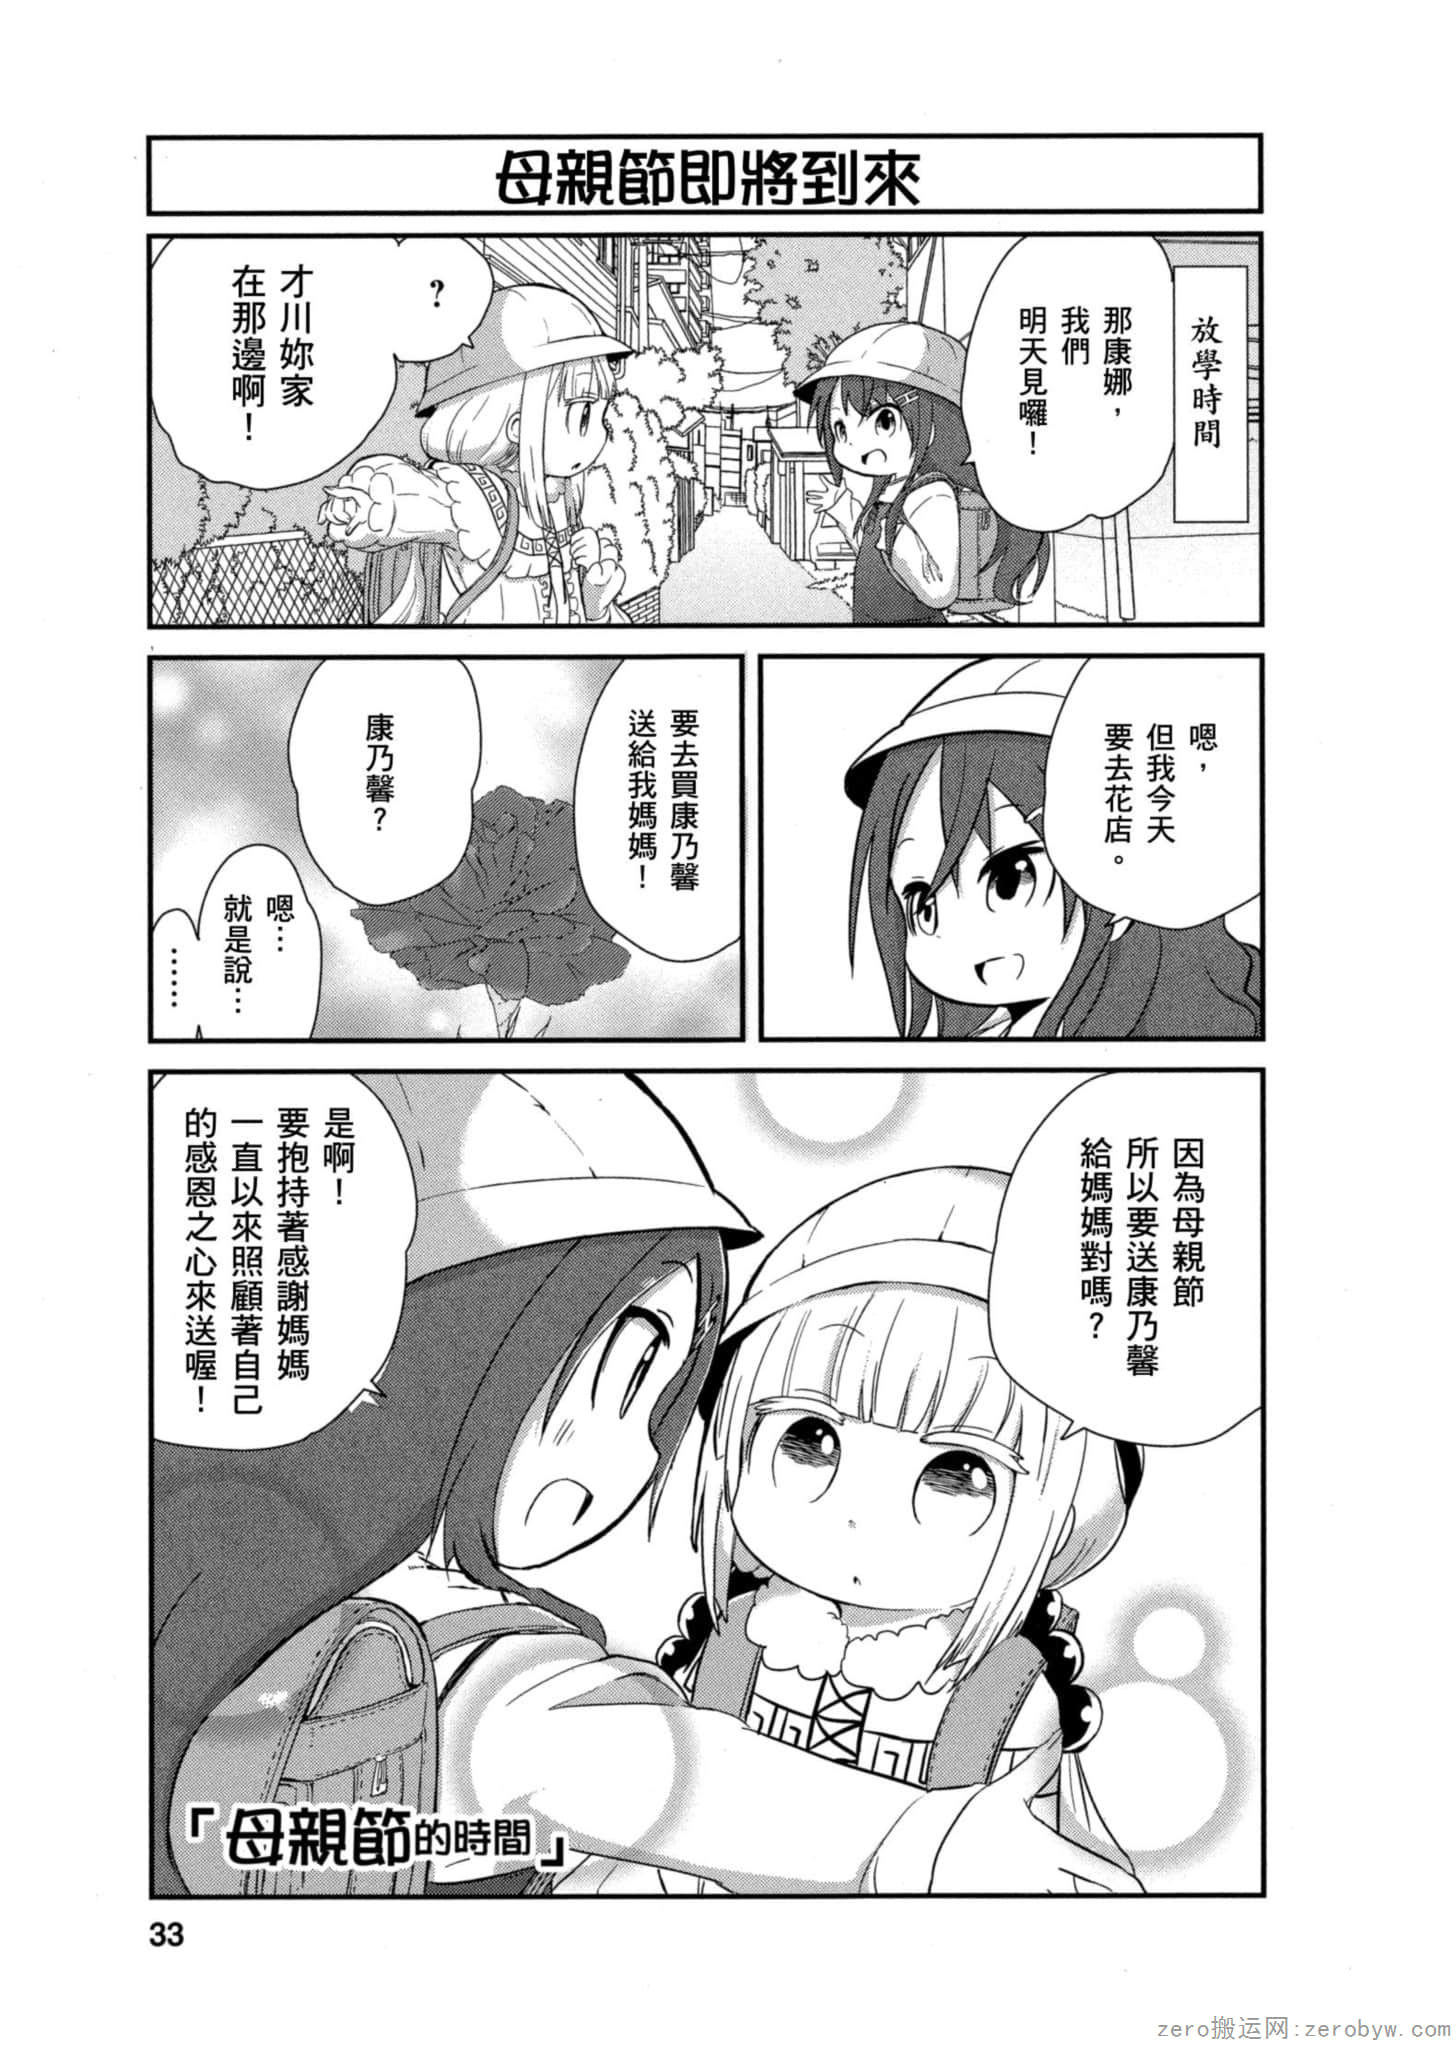 母親節即將到來
放學時間
那康娜，
我們
明天見囉！
？
才川妳家
在那邊啊！
嗯，
但我今天
要去花店。
要去買康乃馨
送給我媽媽！
康乃馨？
嗯…
就是說…
……
因為母親節
所以要送康乃馨
給媽媽對嗎？
是啊！
要抱持著感謝媽媽
一直以來照顧著自己
的感恩之心來送喔！
「母親節的時間」
33
zero搬运网:zerobyw.com